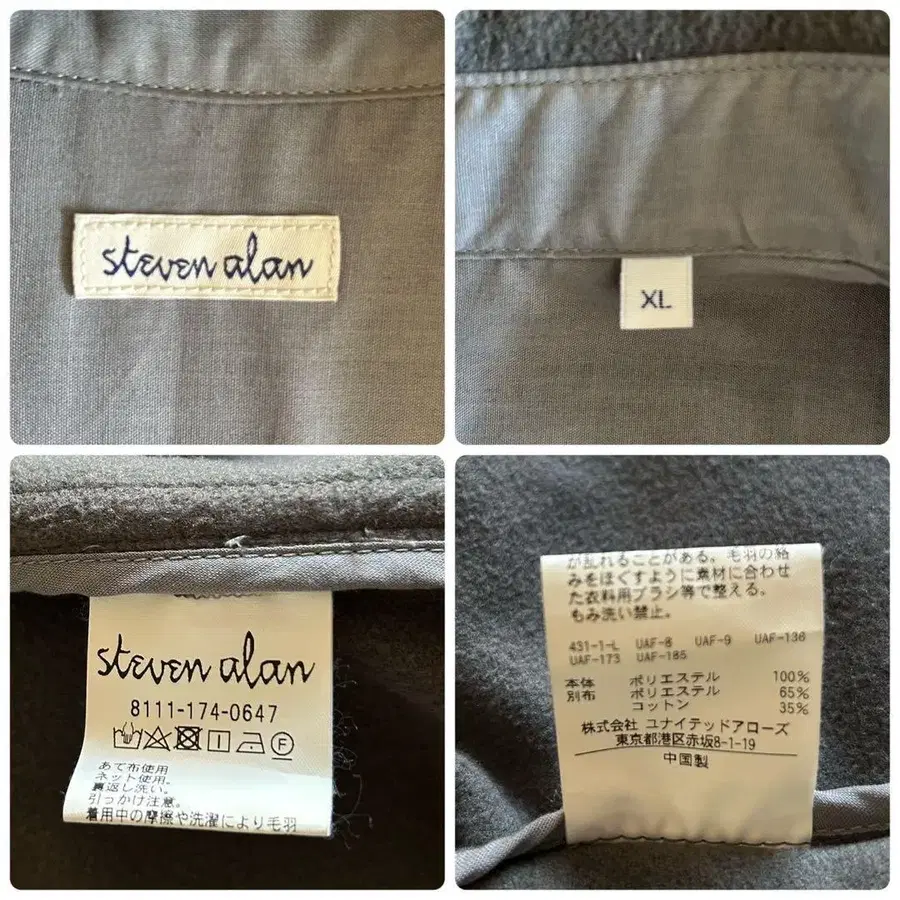 steven alan
XL
steven alan
8111-174-0647
あて布使用
ネット使用。
裏返し洗い。
引っかけ注意。
着用中の摩擦や洗濯により毛羽
が乱れることがある。毛羽の絡
みをほぐすように素材に合わせ
た衣料用ブラシ等で整える。
もみ洗い禁止。
431-1-L UAF-8 UAF-9 UAF-136
UAF-173 UAF-185
本体 ポリエステル 100%
別布 ポリエステル 65%
コットン 35%
株式会社 ユナイテッドアローズ
東京都港区赤坂8-1-19
中国製